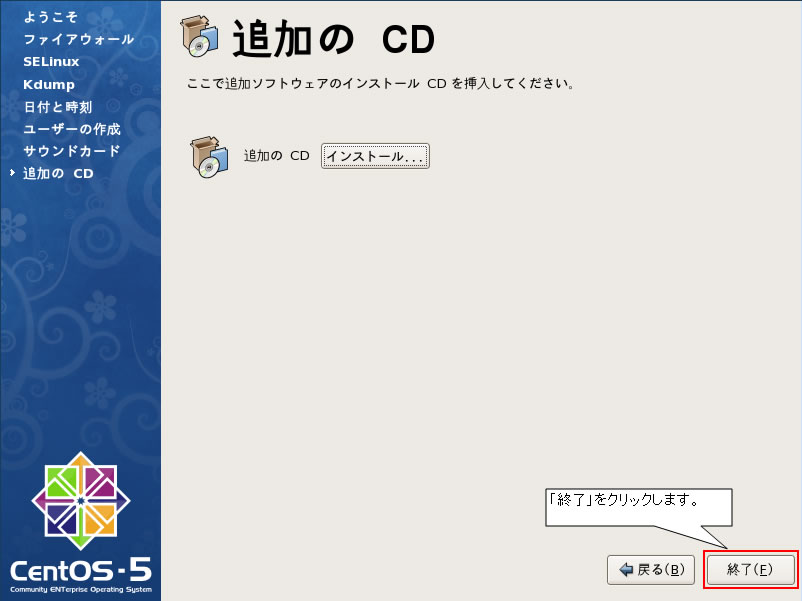 ようこそ
ファイアウォール
SELinux
Kdump
日付と時刻
ユーザーの作成
サウンドカード
追加の CD
追加の CD
ここで追加ソフトウェアのインストール CD を挿入してください。
追加の CD インストール...
「終了」をクリックします。
戻る(B) 終了(F)
CentOS-5
Community ENTerprise Operating System